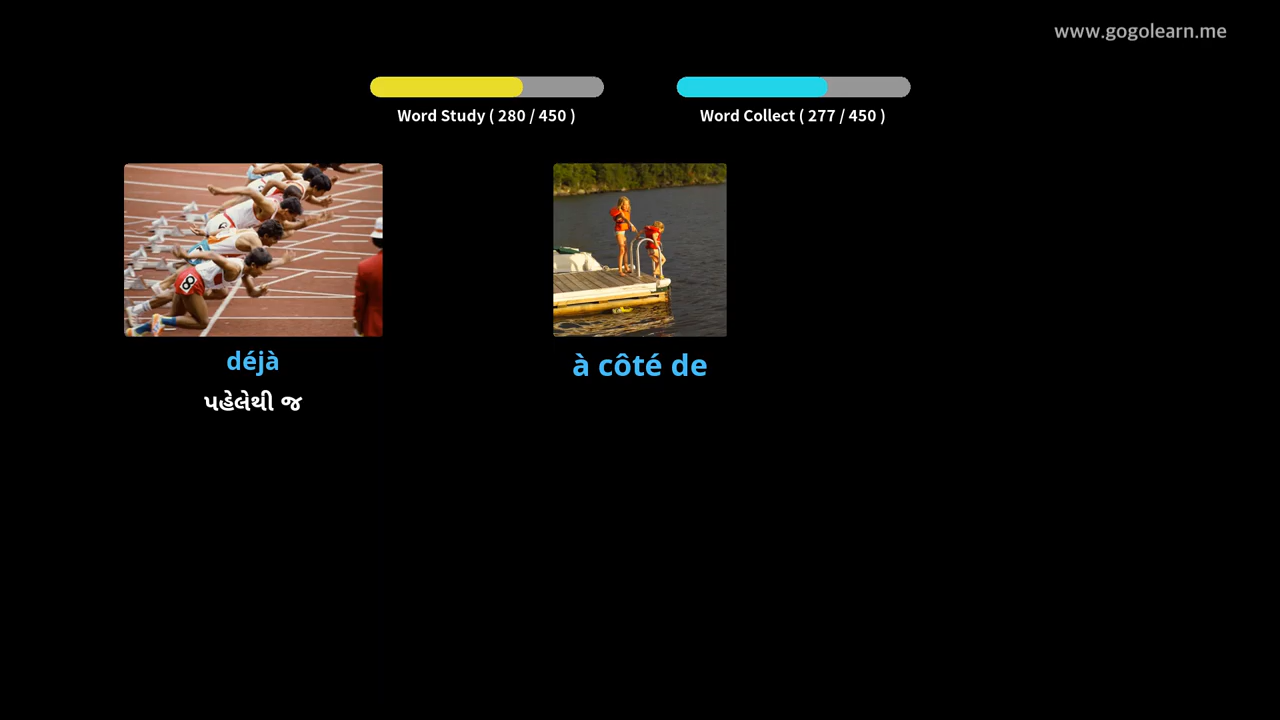 www.gogolearn.me
Word Study ( 280 / 450 )
Word Collect ( 277 / 450 )
déjà
પહેલેથી જ
à côté de